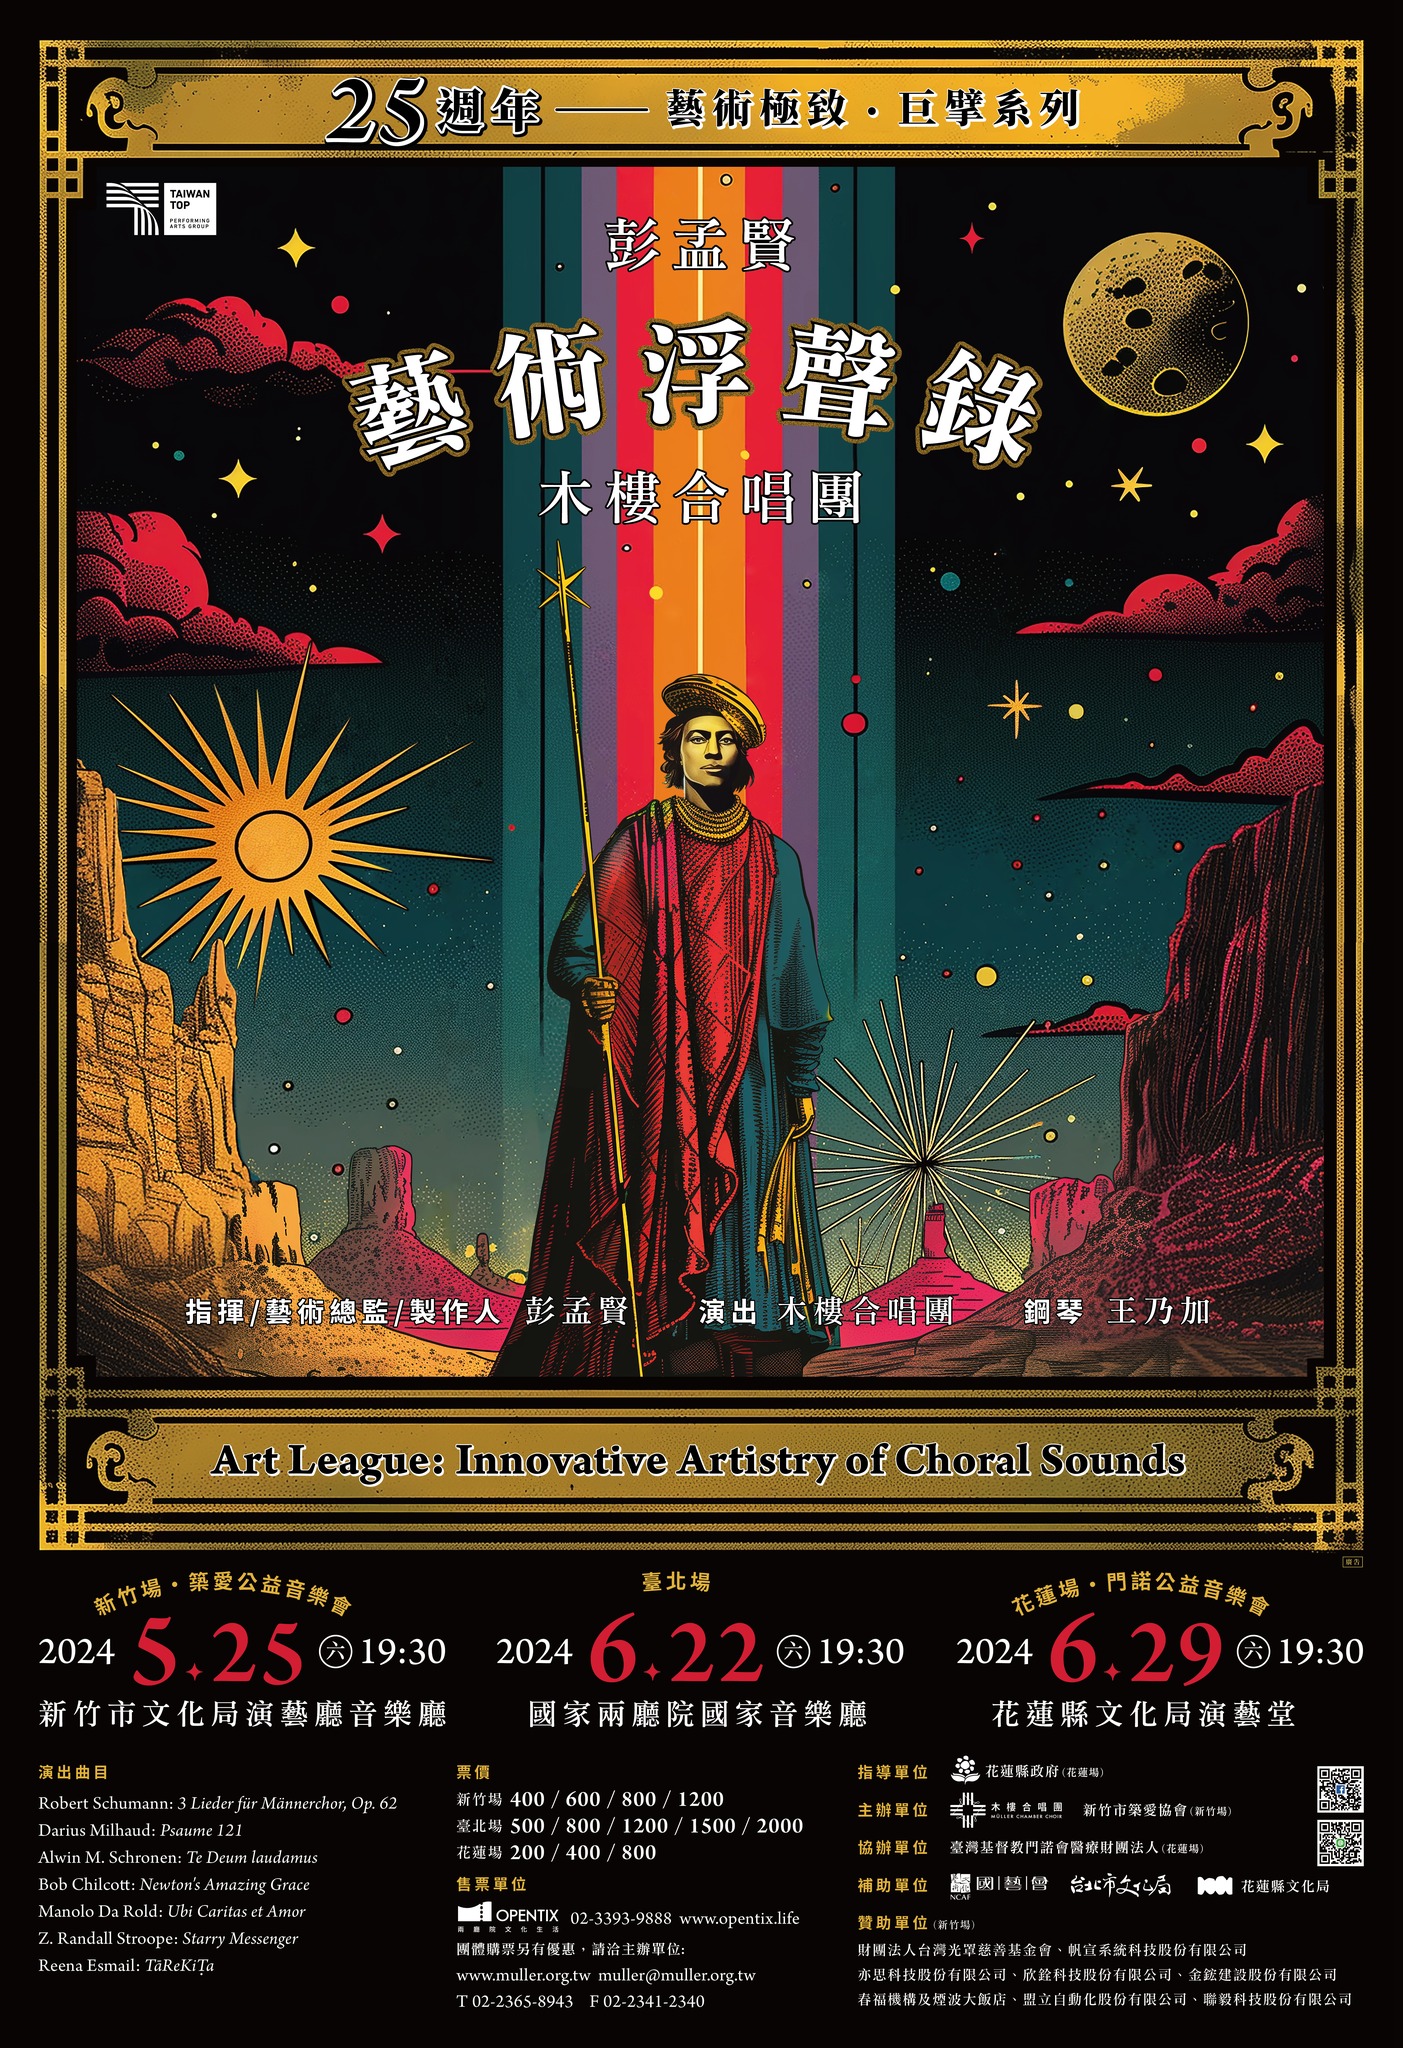 25週年 —— 藝術極致・巨擘系列
TAIWAN
TOP
PERFORMING
ARTS GROUP
彭孟賢
藝術浮聲錄
木樓合唱團
指揮/藝術總監/製作人 彭孟賢 演出 木樓合唱團 鋼琴 王乃加
Art League: Innovative Artistry of Choral Sounds
廣告
新竹場・築愛公益音樂會
2024 5.25 六 19:30
新竹市文化局演藝廳音樂廳
臺北場
2024 6.22 六 19:30
國家兩廳院國家音樂廳
花蓮場・門諾公益音樂會
2024 6.29 六 19:30
花蓮縣文化局演藝堂
演出曲目
Robert Schumann: 3 Lieder für Männerchor, Op. 62
Darius Milhaud: Psaume 121
Alwin M. Schronen: Te Deum laudamus
Bob Chilcott: Newton's Amazing Grace
Manolo Da Rold: Ubi Caritas et Amor
Z. Randall Stroope: Starry Messenger
Reena Esmail: TāReKiṬa
票價
新竹場 400 / 600 / 800 / 1200
臺北場 500 / 800 / 1200 / 1500 / 2000
花蓮場 200 / 400 / 800
售票單位
OPENTIX 02-3393-9888 www.opentix.life
兩廳院文化生活
團體購票另有優惠，請洽主辦單位:
www.muller.org.tw muller@muller.org.tw
T 02-2365-8943 F 02-2341-2340
指導單位 花蓮縣政府(花蓮場)
主辦單位 木樓合唱團 MÜLLER CHAMBER CHOIR 新竹市築愛協會(新竹場)
協辦單位 臺灣基督教門諾會醫療財團法人(花蓮場)
補助單位 NCAF 國|藝|會 台北市文化局 花蓮縣文化局
贊助單位(新竹場)
財團法人台灣光罩慈善基金會、帆宣系統科技股份有限公司
亦思科技股份有限公司、欣銓科技股份有限公司、金鋐建設股份有限公司
春福機構及煙波大飯店、盟立自動化股份有限公司、聯毅科技股份有限公司